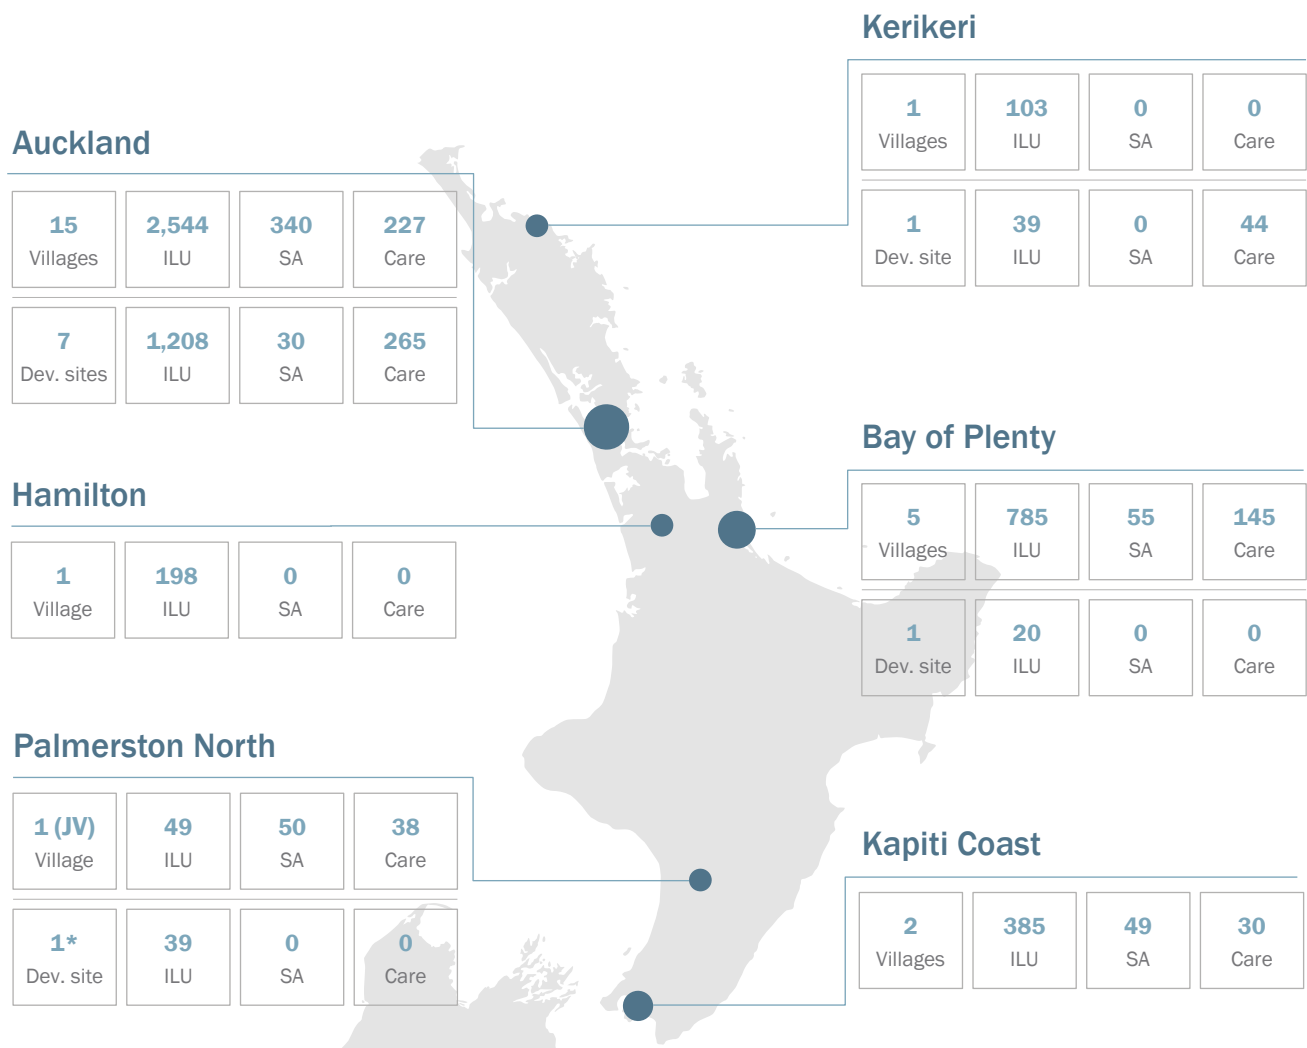 Kerikeri
1 103 0 0
Villages ILU SA Care
1 39 0 44
Dev. site ILU SA Care
Auckland
15 2,544 340 227
Villages ILU SA Care
7 1,208 30 265
Dev. sites ILU SA Care
Bay of Plenty
5 785 55 145
Villages ILU SA Care
1 20 0 0
Dev. site ILU SA Care
Hamilton
1 198 0 0
Village ILU SA Care
Palmerston North
1 (JV) 49 50 38
Village ILU SA Care
1* 39 0 0
Dev. site ILU SA Care
Kapiti Coast
2 385 49 30
Villages ILU SA Care